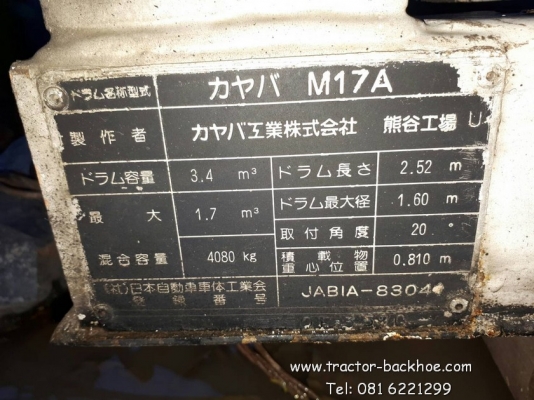 ドラム名称型式 カヤバ M17A
製作者 カヤバ工業株式会社 熊谷工場
ドラム容量 3.4 m³ ドラム長さ 2.52 m
最大混合容量 1.7 m³ ドラム最大径 1.60 m
4080 kg 取付角度 20 °
積載物重心位置 0.810 m
(社)日本自動車車体工業会
登録番号 JABIA-8304
www.tractor-backhoe.com
Tel: 081 6221299